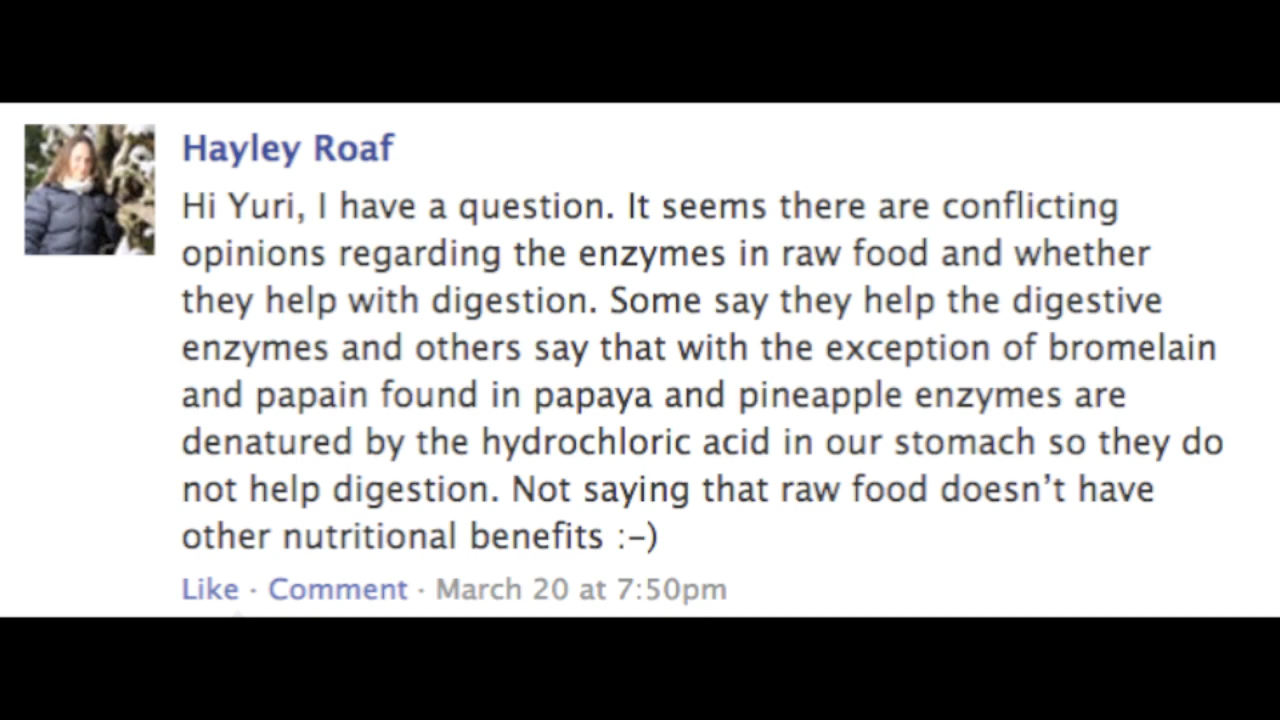 Hayley Roaf
Hi Yuri, I have a question. It seems there are conflicting
opinions regarding the enzymes in raw food and whether
they help with digestion. Some say they help the digestive
enzymes and others say that with the exception of bromelain
and papain found in papaya and pineapple enzymes are
denatured by the hydrochloric acid in our stomach so they do
not help digestion. Not saying that raw food doesn’t have
other nutritional benefits :-)
Like · Comment · March 20 at 7:50pm